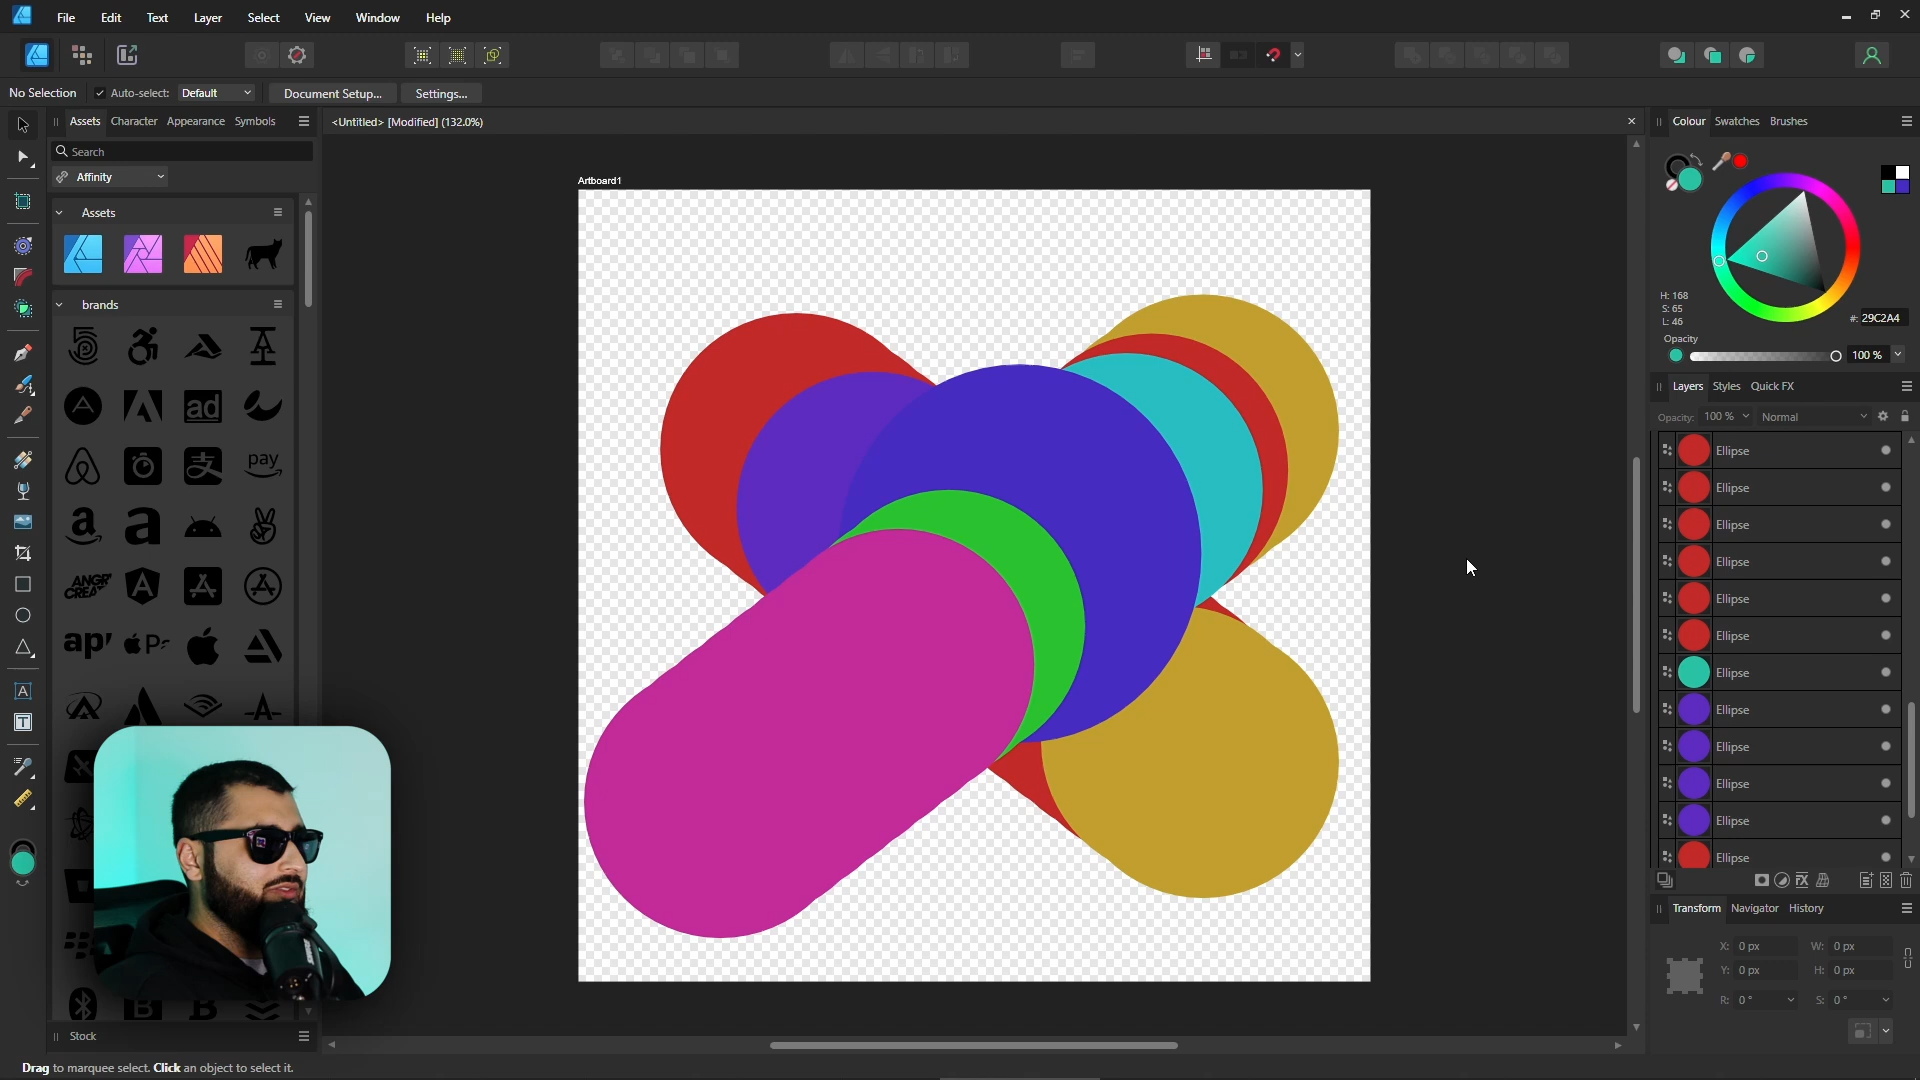 File Edit Text Layer Select View Window Help
No Selection Auto-select: Default Document Setup... Settings...
Assets Character Appearance Symbols
<Untitled> [Modified] (132.0%)
Colour Swatches Brushes
Search
Affinity
Artboard1
Assets
brands
ad
pay
a
a
ANGRY CREA
H: 168
S: 65
L: 46
#: 29C2A4
Opacity
100 %
Layers Styles Quick FX
Opacity: 100 % Normal
Ellipse
Ellipse
Ellipse
Ellipse
Ellipse
Ellipse
Ellipse
Ellipse
Ellipse
Ellipse
Ellipse
Ellipse
Transform Navigator History
X: 0 px W: 0 px
Y: 0 px H: 0 px
R: 0° S: 0°
Stock
Drag to marquee select. Click an object to select it.